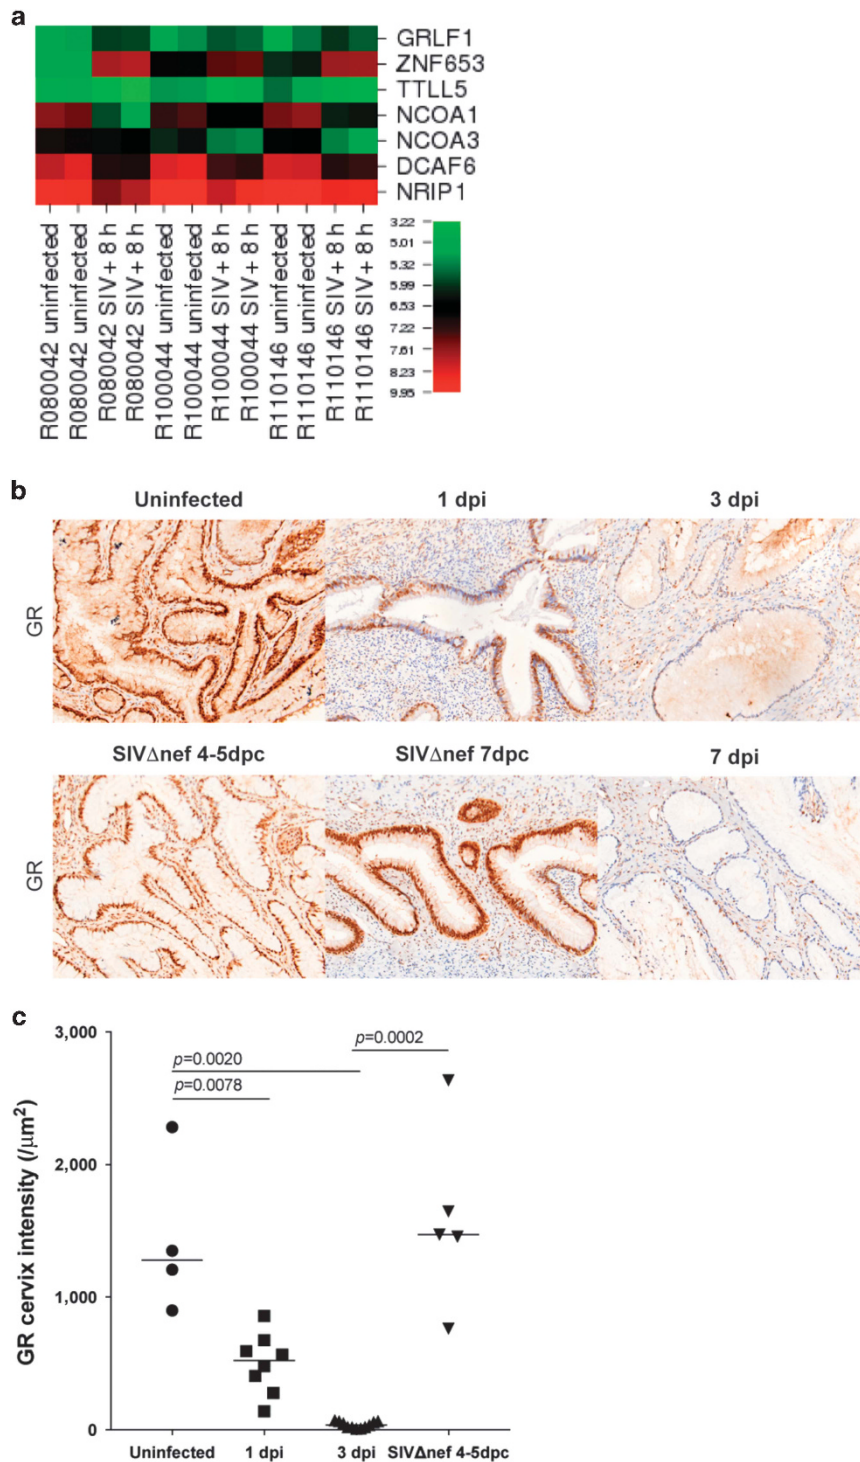 a
GRLF1
ZNF653
TTLL5
NCOA1
NCOA3
DCAF6
NRIP1
3.22
5.01
5.32
5.99
6.53
7.22
7.61
8.23
9.95
R080042 uninfected
R080042 uninfected
R080042 SIV+ 8 h
R080042 SIV+ 8 h
R100044 uninfected
R100044 uninfected
R100044 SIV+ 8 h
R100044 SIV+ 8 h
R110146 uninfected
R110146 uninfected
R110146 SIV+ 8 h
R110146 SIV+ 8 h
b
Uninfected 1 dpi 3 dpi
GR
SIVΔnef 4-5dpc SIVΔnef 7dpc 7 dpi
GR
c
GR cervix intensity (/μm²)
3,000
2,000
1,000
0
p=0.0002
p=0.0020
p=0.0078
Uninfected 1 dpi 3 dpi SIVΔnef 4-5dpc